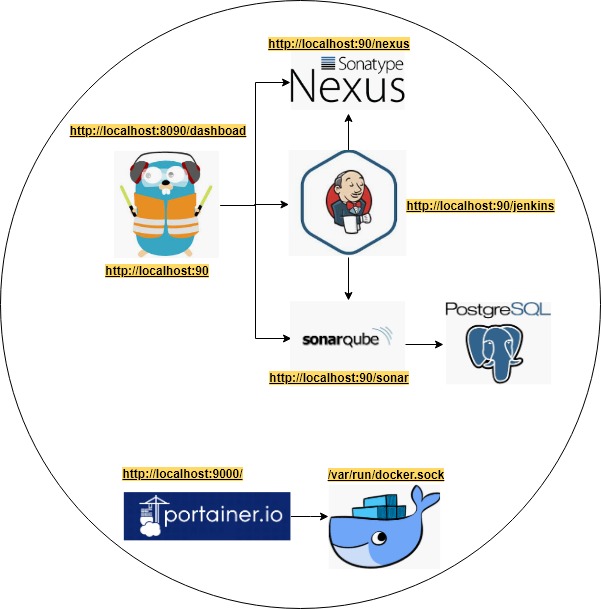 http://localhost:90/nexus
Sonatype
Nexus
http://localhost:8090/dashboad
http://localhost:90/jenkins
http://localhost:90
PostgreSQL
sonarqube
http://localhost:90/sonar
http://localhost:9000/
/var/run/docker.sock
portainer.io